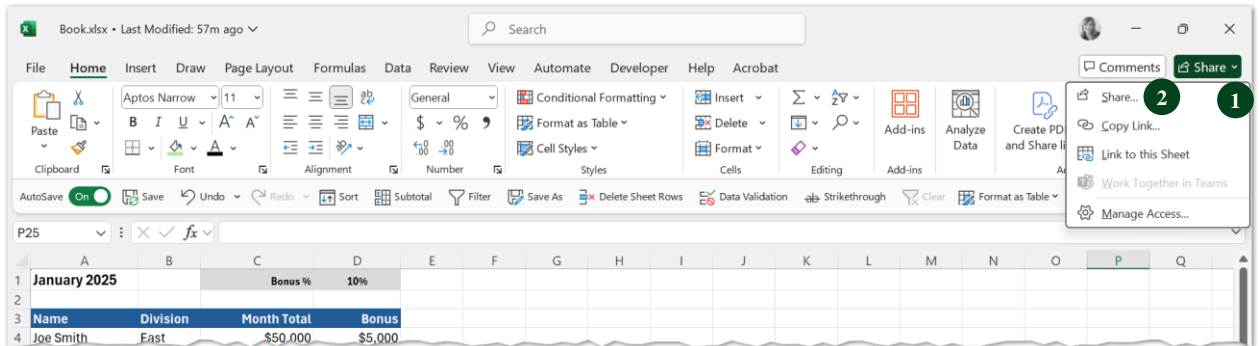 Book.xlsx • Last Modified: 57m ago
Search
File Home Insert Draw Page Layout Formulas Data Review View Automate Developer Help Acrobat
Comments Share
Paste
Clipboard
Aptos Narrow 11
B I U A A A
Font
ab
Alignment
General
$ % 9
.00 .00
Number
Conditional Formatting
Format as Table
Cell Styles
Styles
Insert
Delete
Format
Cells
Editing
Add-ins
Add-ins
Analyze
Data
Create PD
and Share li
Share... 2 1
Copy Link...
Link to this Sheet
Work Together in Teams
Manage Access...
AutoSave On Save Undo Redo Sort Subtotal Filter Save As Delete Sheet Rows Data Validation ab Strikethrough Clear Format as Table
P25 fx
A B C D E F G H I J K L M N O P Q
1 January 2025 Bonus % 10%
2
3 Name Division Month Total Bonus
4 Joe Smith East $50,000 $5,000